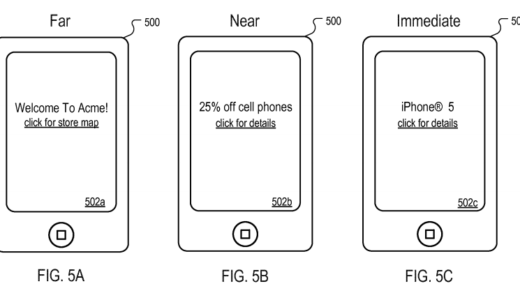 Far
500
Near
500
Immediate
Welcome To Acme!
click for store map
502a
25% off cell phones
click for details
502b
iPhone® 5
click for details
502c
FIG. 5A
FIG. 5B
FIG. 5C